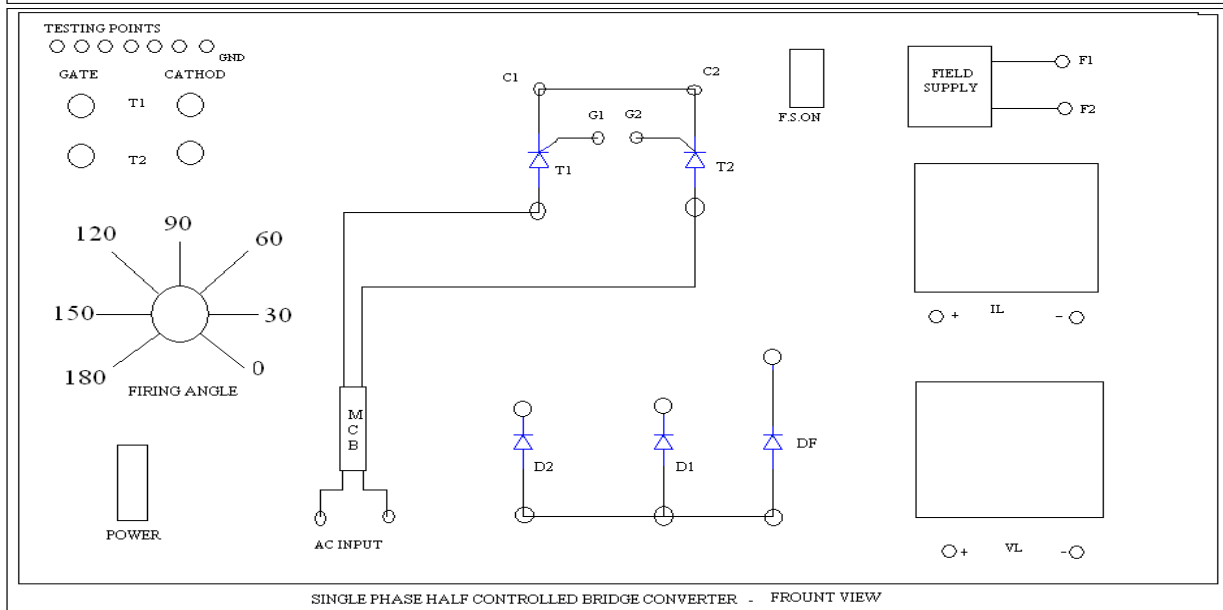 TESTING POINTS
GND
GATE CATHOD
T1
T2
C1 C2
G1 G2
T1 T2
F.S.ON
FIELD
SUPPLY
F1
F2
90
120 60
150 30
180 0
FIRING ANGLE
+ IL -
M
C
B
D2 D1 DF
POWER
AC INPUT
+ VL -
SINGLE PHASE HALF CONTROLLED BRIDGE CONVERTER - FROUNT VIEW